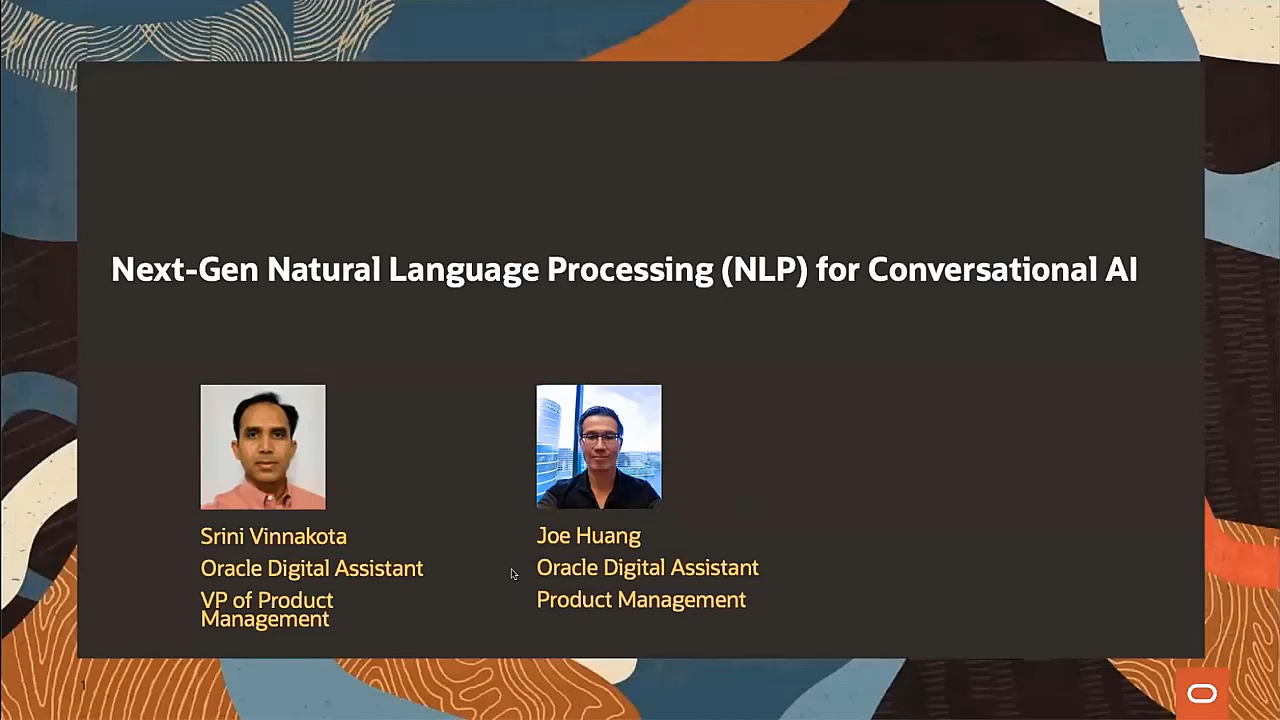 Next-Gen Natural Language Processing (NLP) for Conversational AI
Srini Vinnakota
Oracle Digital Assistant
VP of Product
Management
Joe Huang
Oracle Digital Assistant
Product Management
1